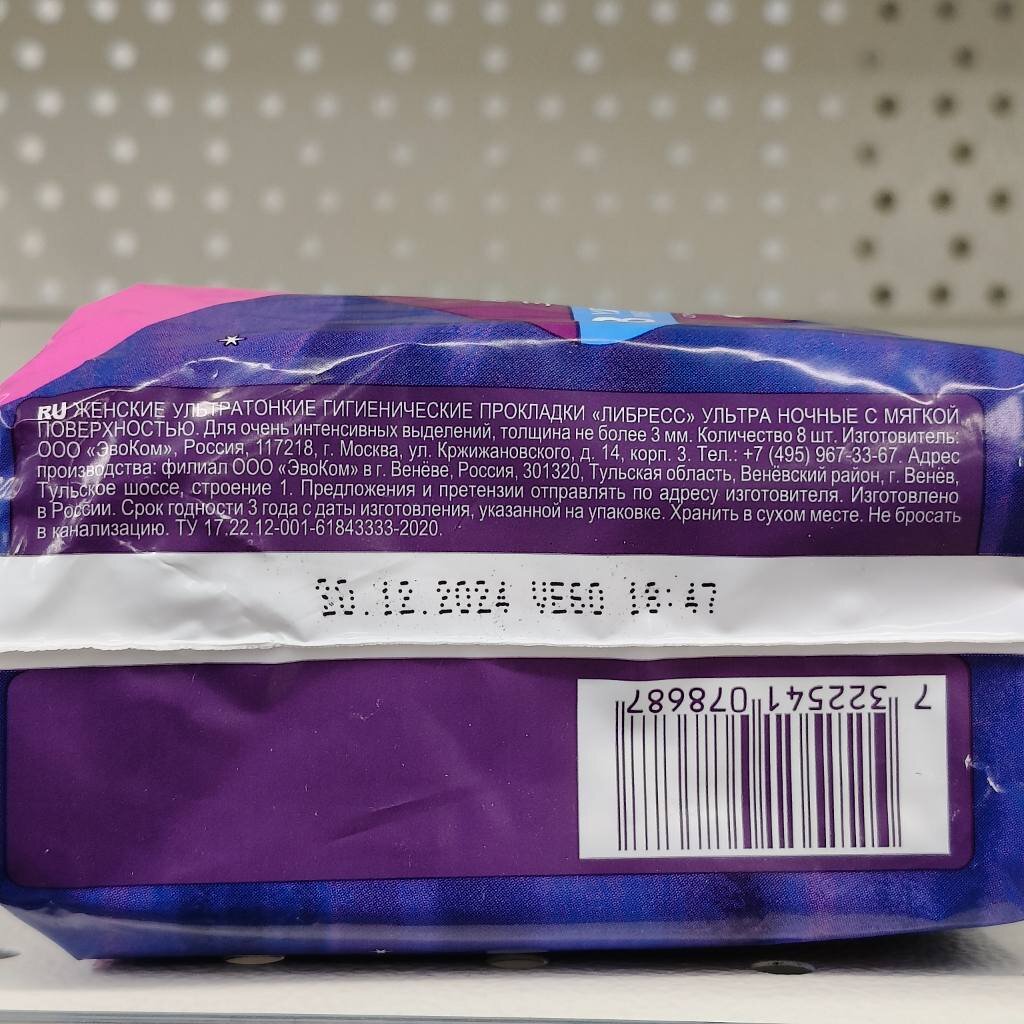 RU ЖЕНСКИЕ УЛЬТРАТОНКИЕ ГИГИЕНИЧЕСКИЕ ПРОКЛАДКИ «ЛИБРЕСС» УЛЬТРА НОЧНЫЕ С МЯГКОЙ
ПОВЕРХНОСТЬЮ. Для очень интенсивных выделений, толщина не более 3 мм. Количество 8 шт. Изготовитель:
ООО «ЭвоКом», Россия, 117218, г. Москва, ул. Кржижановского, д. 14, корп. 3. Тел.: +7 (495) 967-33-67. Адрес
производства: филиал ООО «ЭвоКом» в г. Венёве, Россия, 301320, Тульская область, Венёвский район, г. Венёв,
Тульское шоссе, строение 1. Предложения и претензии отправлять по адресу изготовителя. Изготовлено
в России. Срок годности 3 года с даты изготовления, указанной на упаковке. Хранить в сухом месте. Не бросать
в канализацию. ТУ 17.22.12-001-61843333-2020.
20.12.2024 VE60 18:47
7 322541 078687